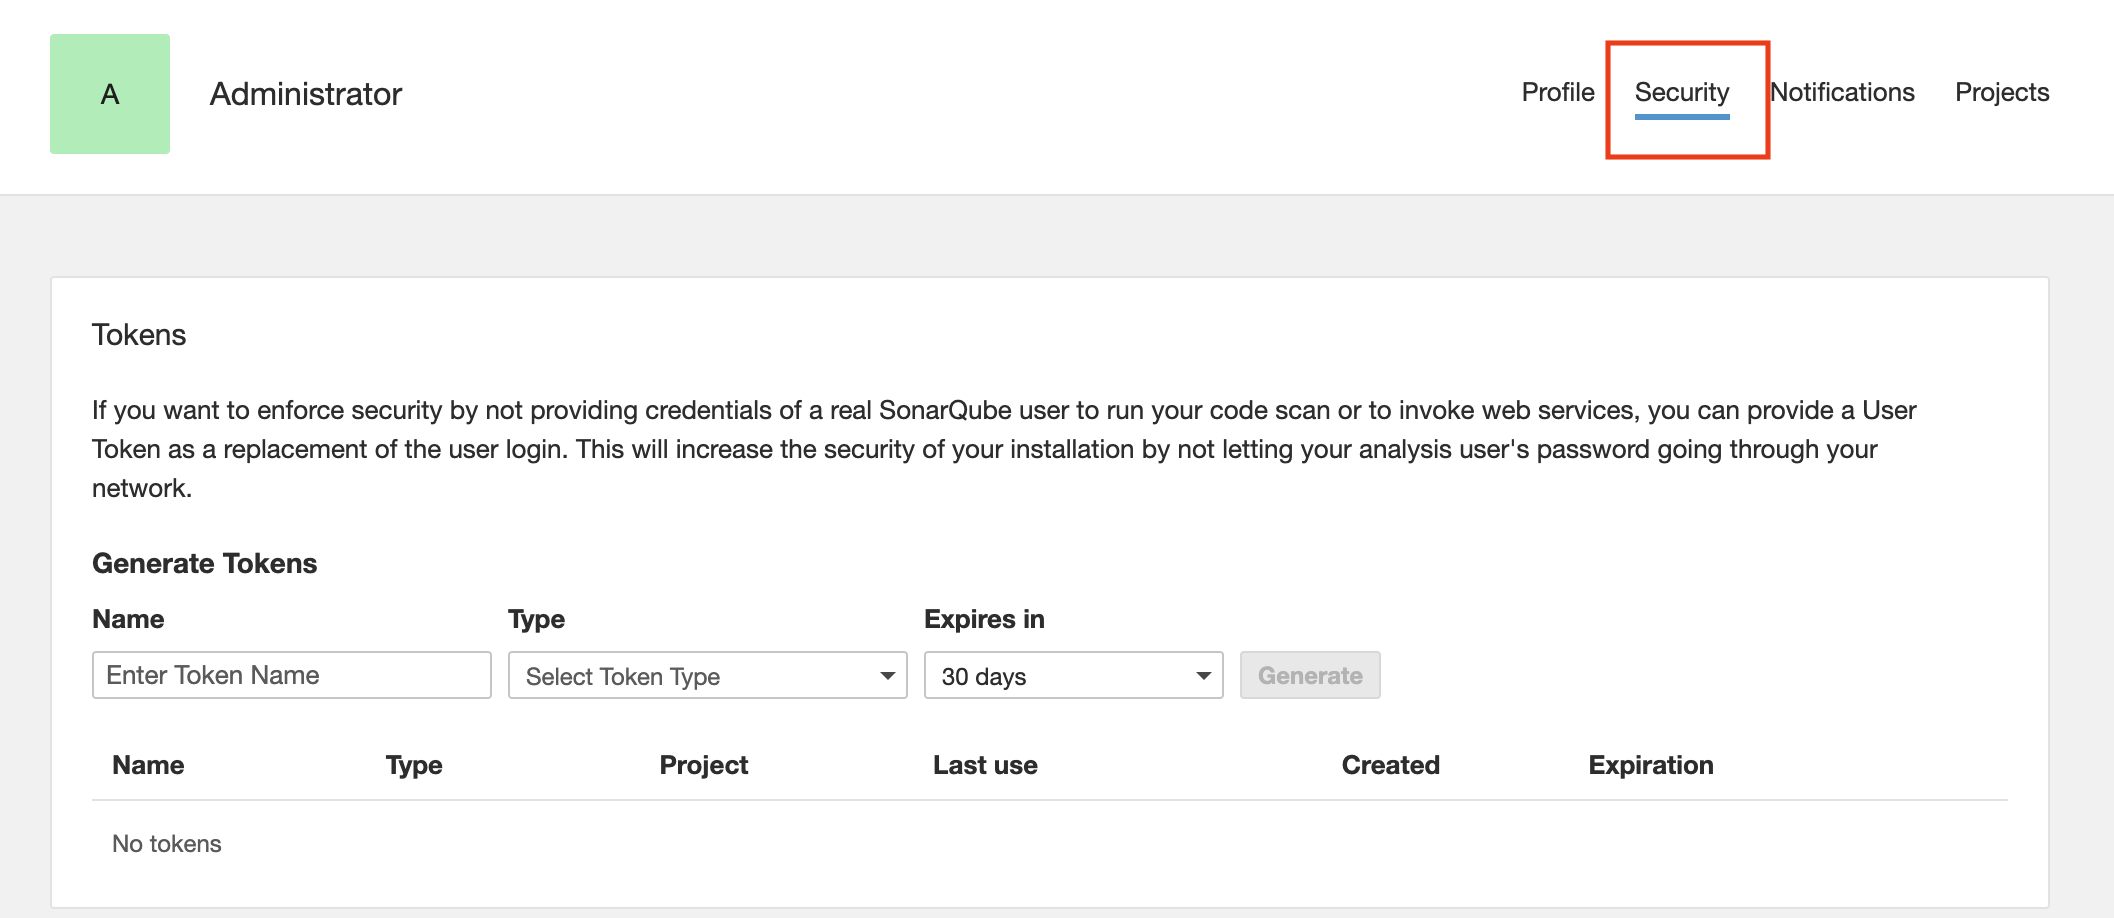 A
Administrator
Profile Security Notifications Projects
Tokens
If you want to enforce security by not providing credentials of a real SonarQube user to run your code scan or to invoke web services, you can provide a User
Token as a replacement of the user login. This will increase the security of your installation by not letting your analysis user's password going through your
network.
Generate Tokens
Name Type Expires in
Enter Token Name Select Token Type 30 days Generate
Name Type Project Last use Created Expiration
No tokens